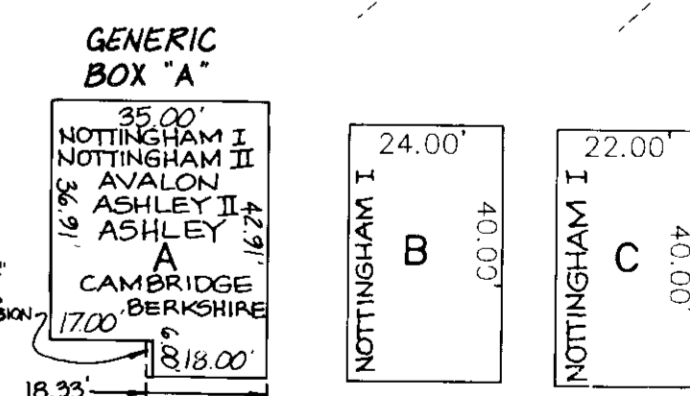 GENERIC
BOX "A"
35.00'
NOTTINGHAM I
NOTTINGHAM II
AVALON
ASHLEY II
ASHLEY
36.91'
42.91'
A
CAMBRIDGE
BERKSHIRE
17.00'
6.00'
18.00'
18.33'
24.00'
NOTTINGHAM I
B
40.00'
22.00'
NOTTINGHAM I
C
40.00'